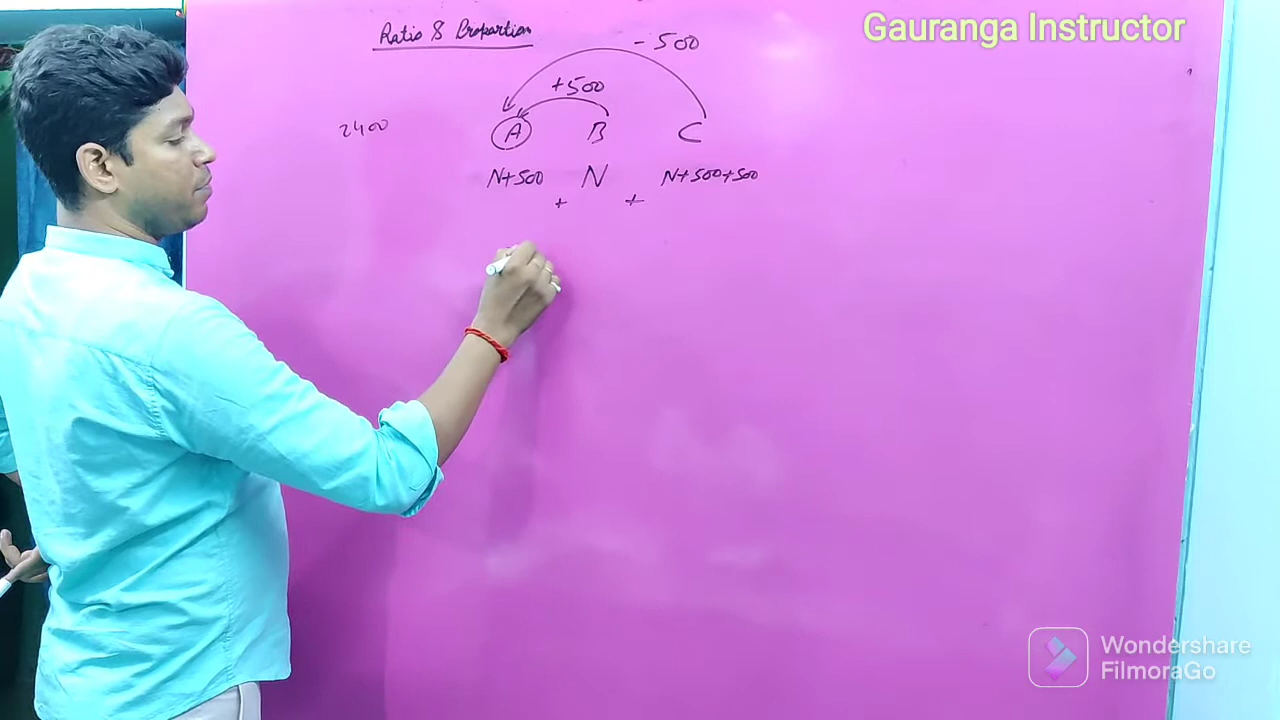 Gauranga Instructor
Ratio & Proportion
- 500
+500
2400 A B C
N+500 N N+500+500
+ +
Wondershare
FilmoraGo